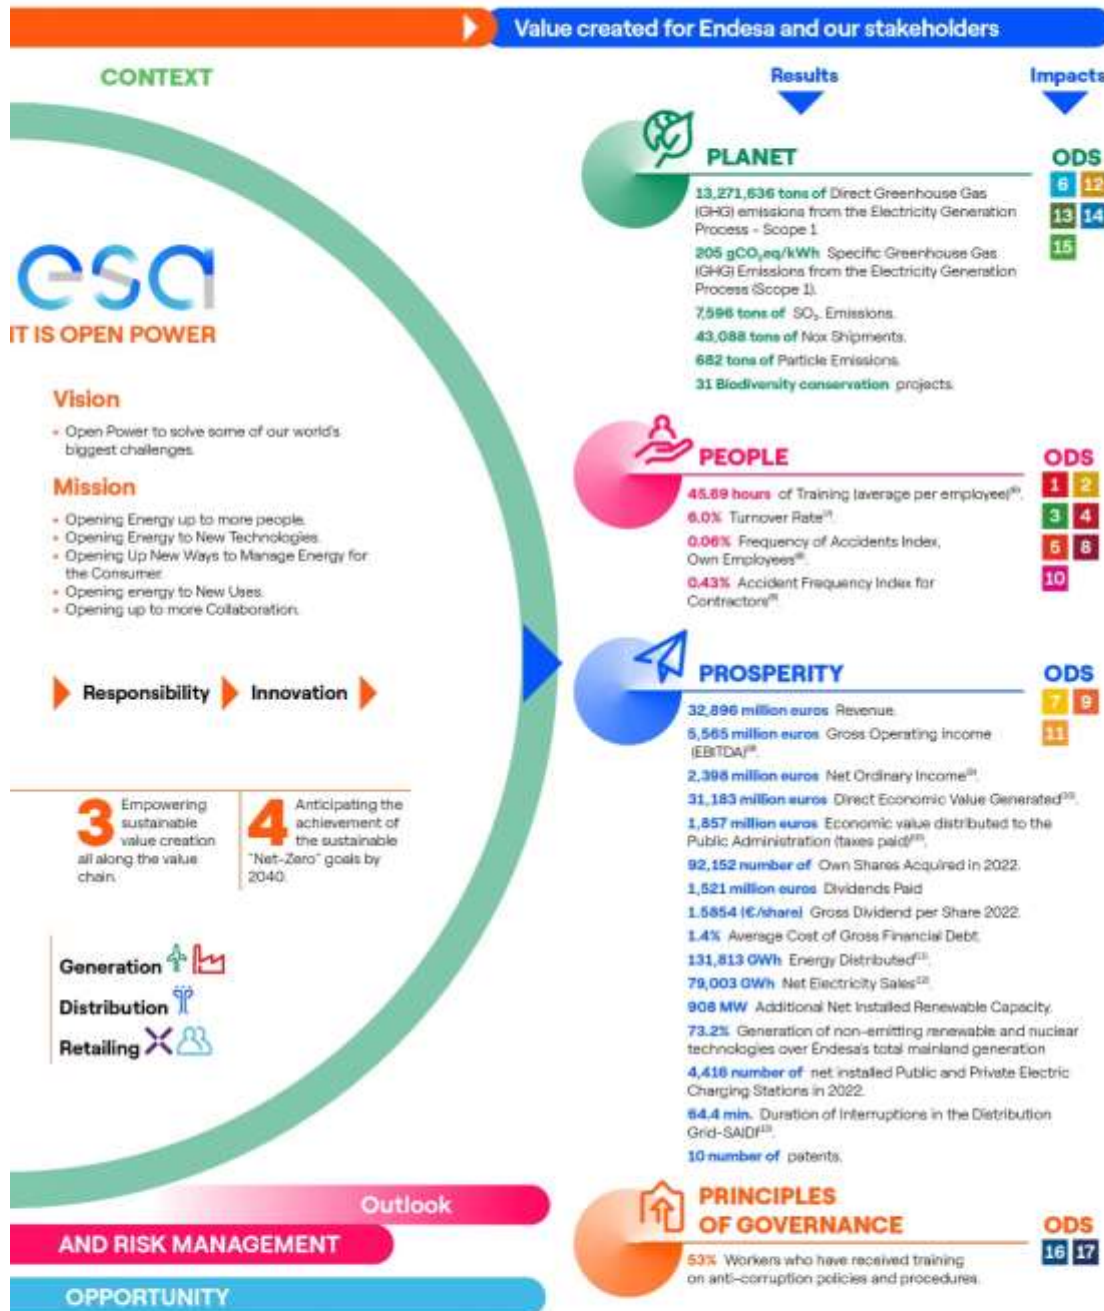 Value created for Endesa and our stakeholders
CONTEXT
Results
Impacts
esa
IT IS OPEN POWER
Vision
• Open Power to solve some of our world's
biggest challenges.
Mission
• Opening Energy up to more people.
• Opening Energy to New Technologies.
• Opening Up New Ways to Manage Energy for
the Consumer.
• Opening energy to New Uses.
• Opening up to more Collaboration.
Responsibility
Innovation
3 Empowering
sustainable
value creation
all along the value
chain.
4 Anticipating the
achievement of
the sustainable
"Net-Zero" goals by
2040.
Generation
Distribution
Retailing
Outlook
AND RISK MANAGEMENT
OPPORTUNITY
PLANET
13,271,636 tons of Direct Greenhouse Gas
(GHG) emissions from the Electricity Generation
Process - Scope 1
205 gCO₂eq/kWh Specific Greenhouse Gas
(GHG) Emissions from the Electricity Generation
Process (Scope 1).
7,596 tons of SO₂. Emissions.
43,088 tons of Nox Shipments.
682 tons of Particle Emissions.
31 Biodiversity conservation projects.
ODS
6 12
13 14
15
PEOPLE
45.69 hours of Training (average per employee)
6.0% Turnover Rate
0.06% Frequency of Accidents Index,
Own Employees
0.43% Accident Frequency Index for
Contractors
ODS
1 2
3 4
5 8
10
PROSPERITY
32,896 million euros Revenue.
5,565 million euros Gross Operating income
(EBITDA)
2,398 million euros Net Ordinary Income
31,183 million euros Direct Economic Value Generated
1,857 million euros Economic value distributed to the
Public Administration (taxes paid)
92,152 number of Own Shares Acquired in 2022.
1,521 million euros Dividends Paid
1.5854 (€/share) Gross Dividend per Share 2022.
1.4% Average Cost of Gross Financial Debt.
131,813 GWh Energy Distributed
79,003 GWh Net Electricity Sales
908 MW Additional Net Installed Renewable Capacity.
73.2% Generation of non-emitting renewable and nuclear
technologies over Endesa's total mainland generation
4,416 number of net installed Public and Private Electric
Charging Stations in 2022.
64.4 min. Duration of Interruptions in the Distribution
Grid-SAIDI
10 number of patents.
ODS
7 9
11
PRINCIPLES
OF GOVERNANCE
53% Workers who have received training
on anti-corruption policies and procedures.
ODS
16 17